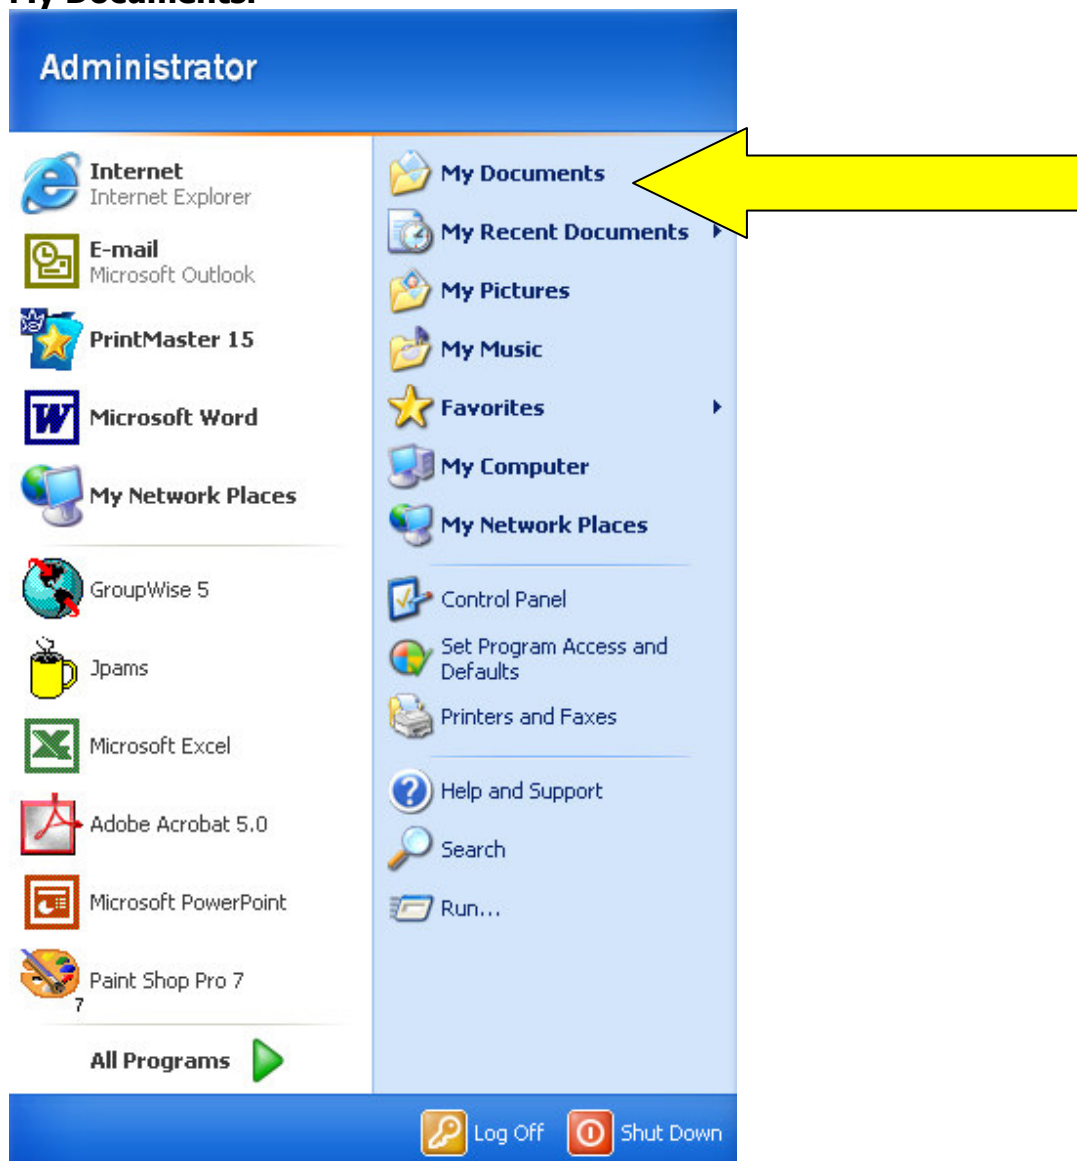 My Documents.
Administrator
Internet
Internet Explorer
E-mail
Microsoft Outlook
PrintMaster 15
Microsoft Word
My Network Places
GroupWise 5
Jpams
Microsoft Excel
Adobe Acrobat 5.0
Microsoft PowerPoint
Paint Shop Pro 7
7
All Programs
My Documents
My Recent Documents
My Pictures
My Music
Favorites
My Computer
My Network Places
Control Panel
Set Program Access and
Defaults
Printers and Faxes
Help and Support
Search
Run...
Log Off
Shut Down